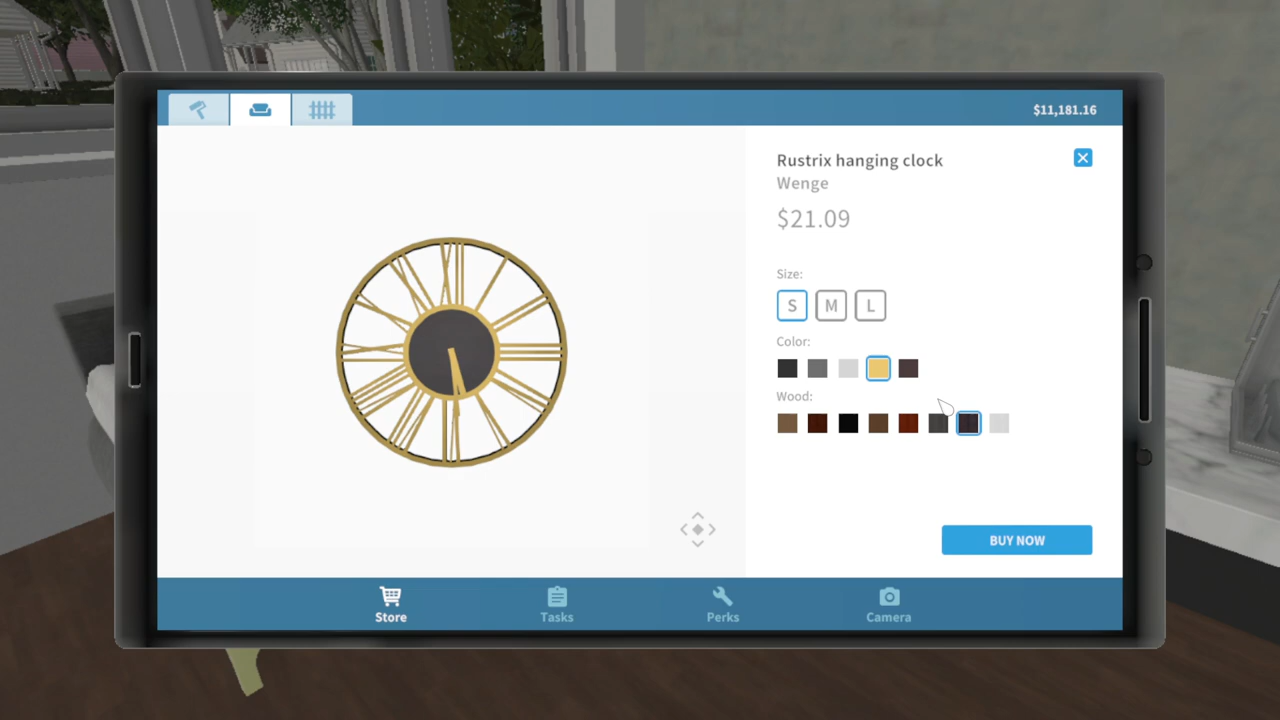 $11,181.16
Rustrix hanging clock
Wenge
$21.09
Size:
S M L
Color:
Wood:
BUY NOW
Store Tasks Perks Camera